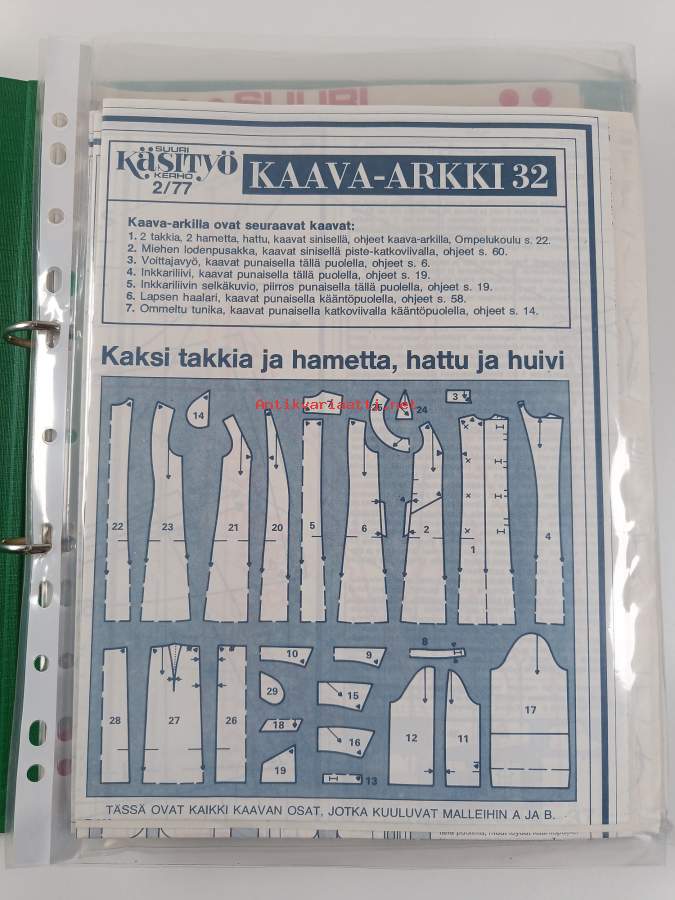 SUURI
SUURI
KÄSITYÖ
KERHO
2/77
KAAVA-ARKKI 32
Kaava-arkilla ovat seuraavat kaavat:
1. 2 takkia, 2 hametta, hattu, kaavat sinisellä, ohjeet kaava-arkilla, Ompelukoulu s. 22.
2. Miehen lodenpusakka, kaavat sinisellä piste-katkoviivalla, ohjeet s. 60.
3. Voittajavyö, kaavat punaisella tällä puolella, ohjeet s. 6.
4. Inkkariliivi, kaavat punaisella tällä puolella, ohjeet s. 19.
5. Inkkariliivin selkäkuvio, piirros punaisella tällä puolella, ohjeet s. 19.
6. Lapsen haalari, kaavat punaisella kääntöpuolella, ohjeet s. 58.
7. Ommeltu tunika, kaavat punaisella katkoviivalla kääntöpuolella, ohjeet s. 14.
Kaksi takkia ja hametta, hattu ja huivi
14 7 25 24 3
Antikvariaatti.net
22 23 21 20 5 6 2 1 4
10 9 8
29 15
28 27 26 18 16 12 11 17
19 13
TÄSSÄ OVAT KAIKKI KAAVAN OSAT, JOTKA KUULUVAT MALLEIHIN A JA B.